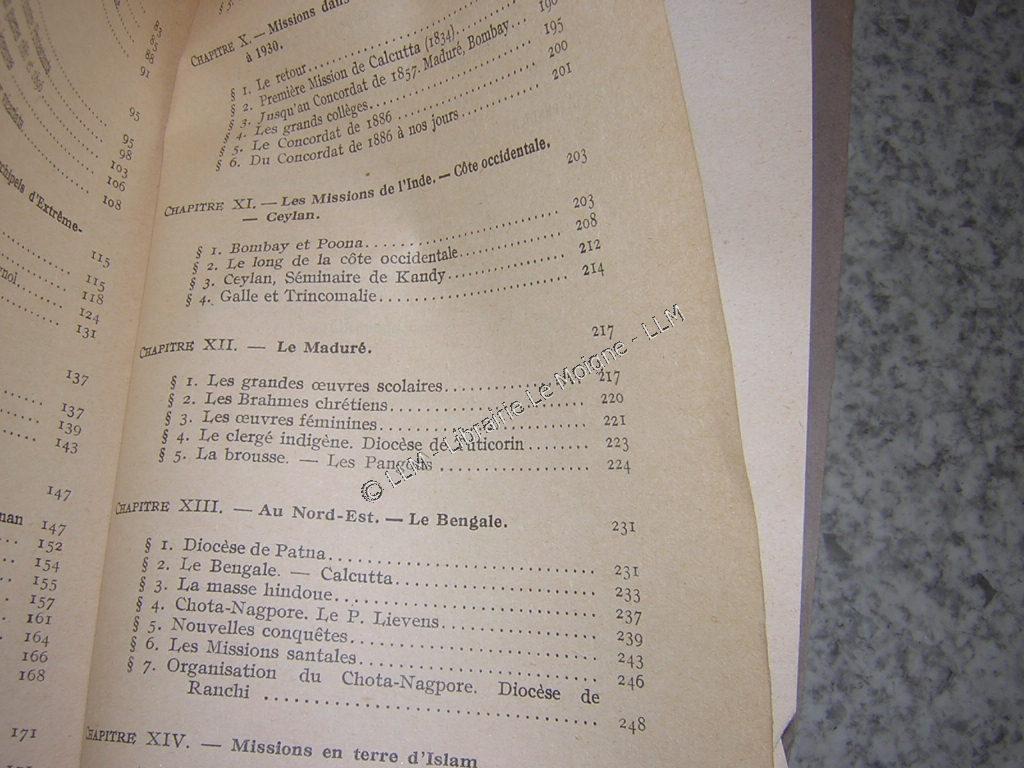 83
85
88
91
95
95
98
103
106
108
d'Extrême-
115
115
118
124
131
137
137
139
143
147
147
152
154
155
157
161
164
166
168
171
CHAPITRE X. — Missions dans
à 1930.
§ 1. Le retour
§ 2. Première Mission de Calcutta (1834). 190
§ 3. Jusqu'au Concordat de 1857. Maduré, Bombay 195
§ 4. Les grands collèges 200
§ 5. Le Concordat de 1886 201
§ 6. Du Concordat de 1886 à nos jours
CHAPITRE XI. — Les Missions de l'Inde. — Côte occidentale. 203
— Ceylan.
§ 1. Bombay et Poona 203
§ 2. Le long de la côte occidentale 208
§ 3. Ceylan, Séminaire de Kandy 212
§ 4. Galle et Trincomalie 214
CHAPITRE XII. — Le Maduré. 217
§ 1. Les grandes œuvres scolaires 217
§ 2. Les Brahmes chrétiens 220
§ 3. Les œuvres féminines 221
§ 4. Le clergé indigène. Diocèse de Tuticorin 223
§ 5. La brousse. — Les 224
CHAPITRE XIII. — Au Nord-Est. — Le Bengale. 231
§ 1. Diocèse de Patna 231
§ 2. Le Bengale. — Calcutta 233
§ 3. La masse hindoue 237
§ 4. Chota-Nagpore. Le P. Lievens 239
§ 5. Nouvelles conquêtes 243
§ 6. Les Missions santales 246
§ 7. Organisation du Chota-Nagpore. Diocèse de
Ranchi 248
CHAPITRE XIV. — Missions en terre d'Islam
© LLM - Librairie Le Moigne - LLM